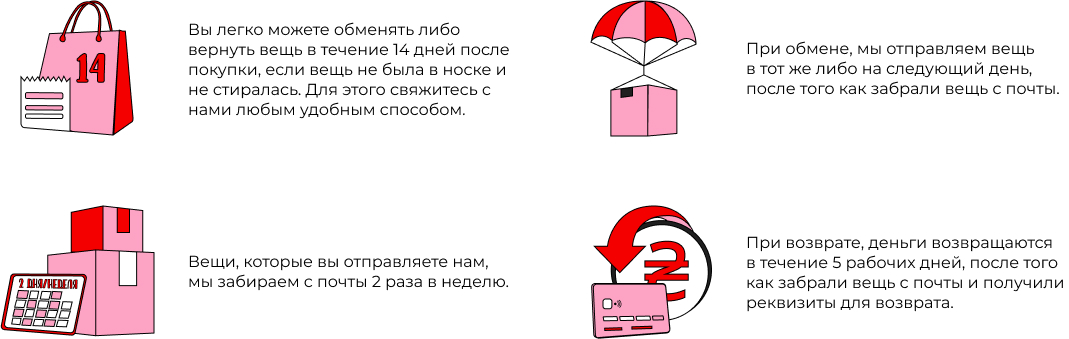 14
Вы легко можете обменять либо
вернуть вещь в течение 14 дней после
покупки, если вещь не была в носке и
не стиралась. Для этого свяжитесь с
нами любым удобным способом.
При обмене, мы отправляем вещь
в тот же либо на следующий день,
после того как забрали вещь с почты.
2 ДНЯ/НЕДЕЛЯ
Вещи, которые вы отправляете нам,
мы забираем с почты 2 раза в неделю.
При возврате, деньги возвращаются
в течение 5 рабочих дней, после того
как забрали вещь с почты и получили
реквизиты для возврата.